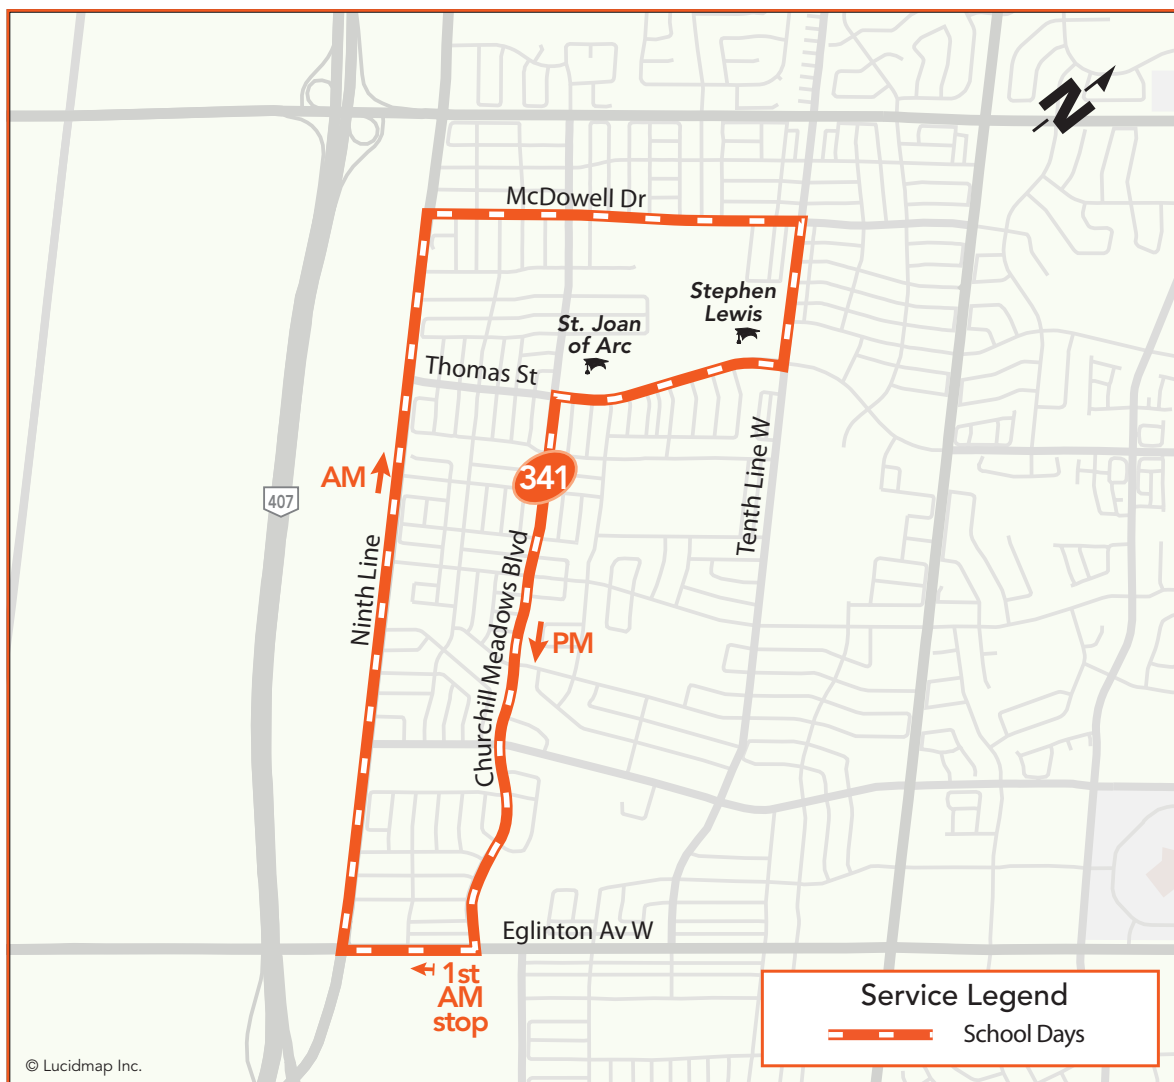 N
McDowell Dr
Stephen
Lewis
St. Joan
of Arc
Thomas St
AM
341
407
Tenth Line W
Ninth Line
Churchill Meadows Blvd
PM
Eglinton Av W
1st
AM
stop
Service Legend
School Days
© Lucidmap Inc.